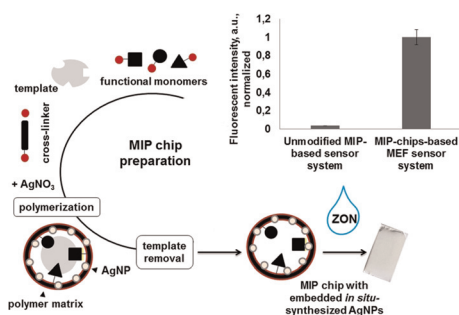 template
functional monomers
cross-linker
MIP chip
preparation
+ AgNO₃
polymerization
AgNP
polymer matrix
template
removal
Fluorescent intensity, a.u.,
normalized
1,2
1
0,8
0,6
0,4
0,2
0
Unmodified MIP-
based sensor
system
MIP-chips-based
MEF sensor
system
ZON
MIP chip with
embedded in situ-
synthesized AgNPs